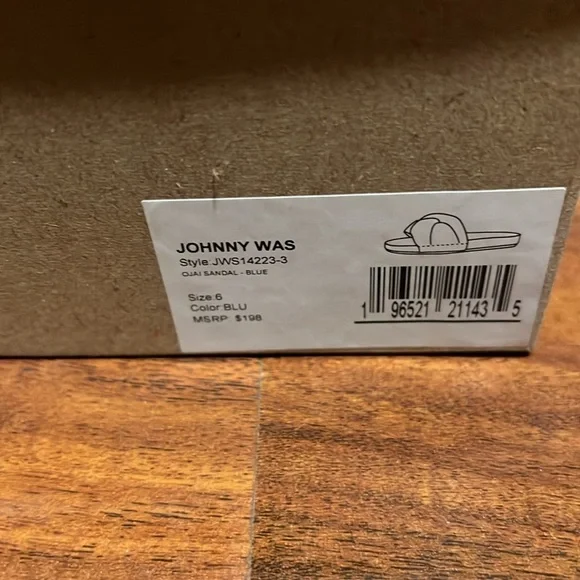 JOHNNY WAS
Style:JWS14223-3
OJAI SANDAL - BLUE
Size:6
Color:BLU
MSRP: $198
1 96521 21143 5